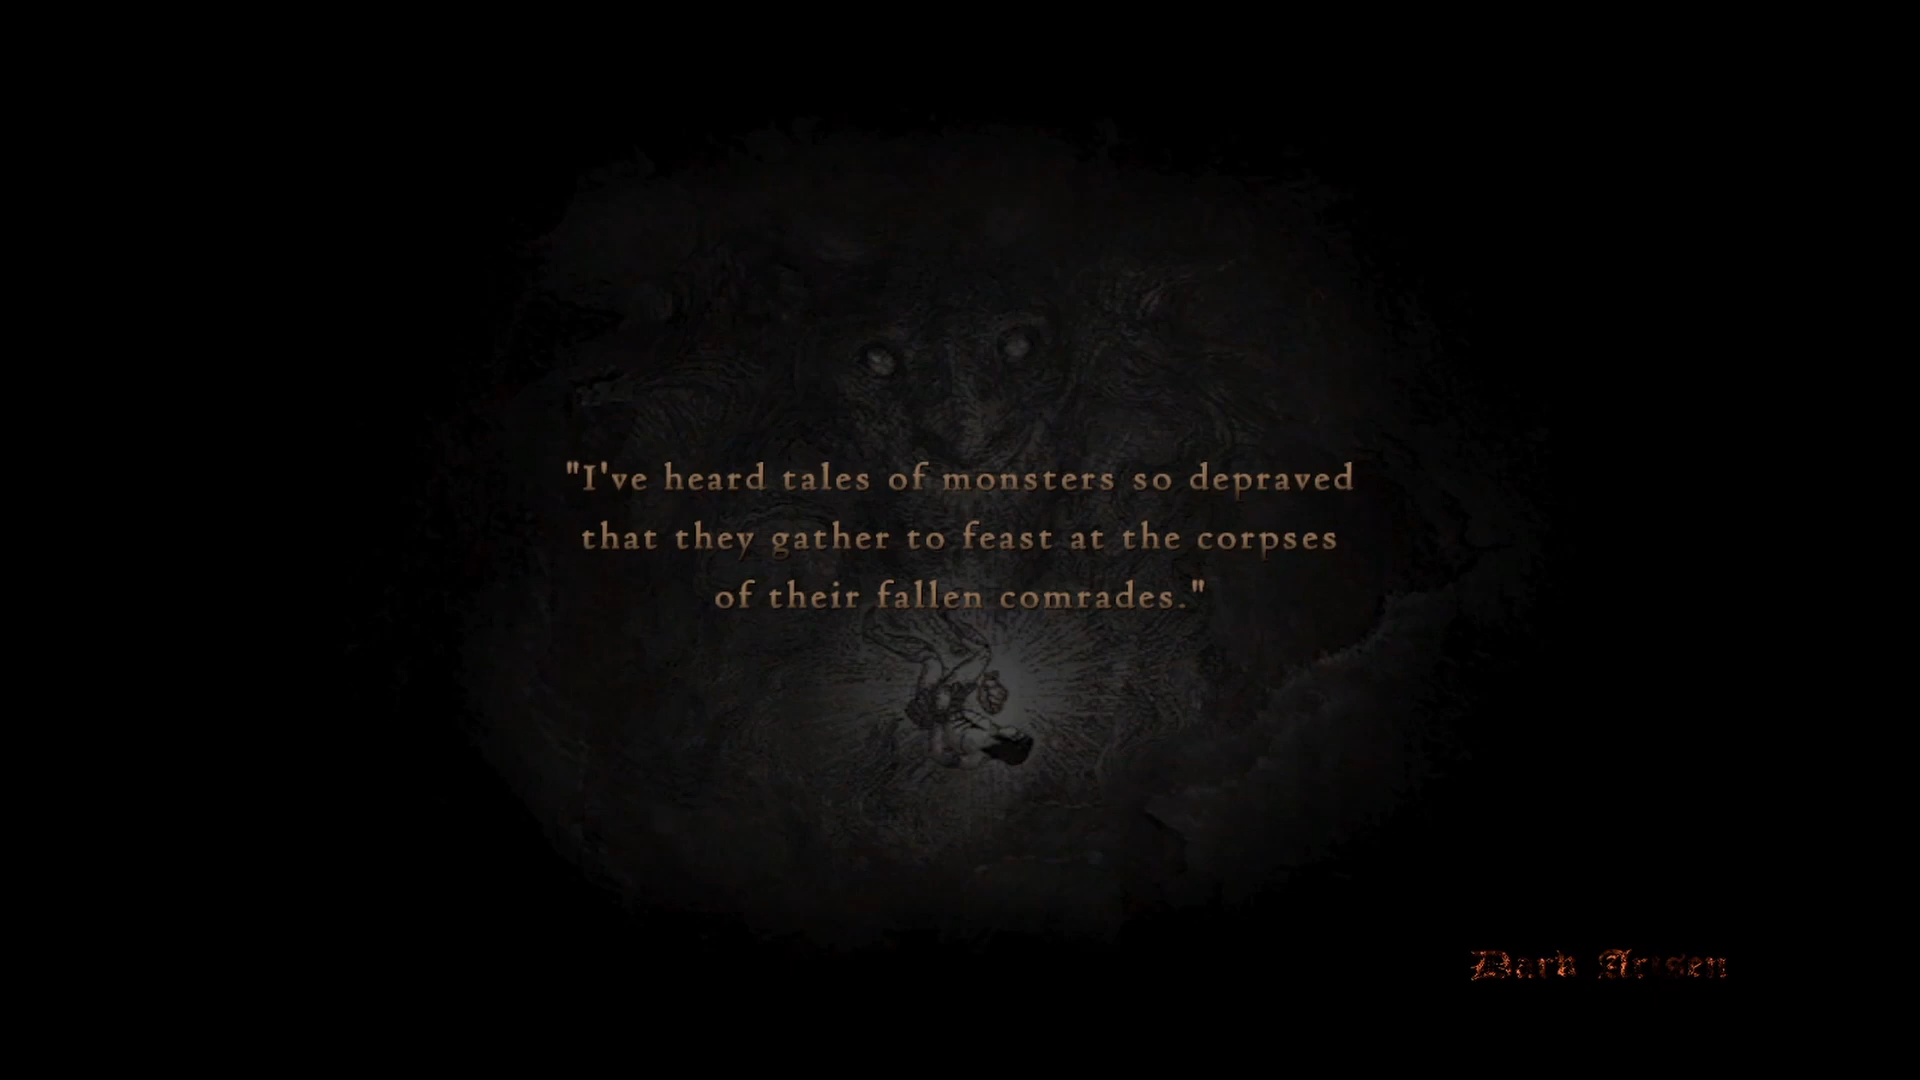 "I've heard tales of monsters so depraved
that they gather to feast at the corpses
of their fallen comrades."
Dark Arisen